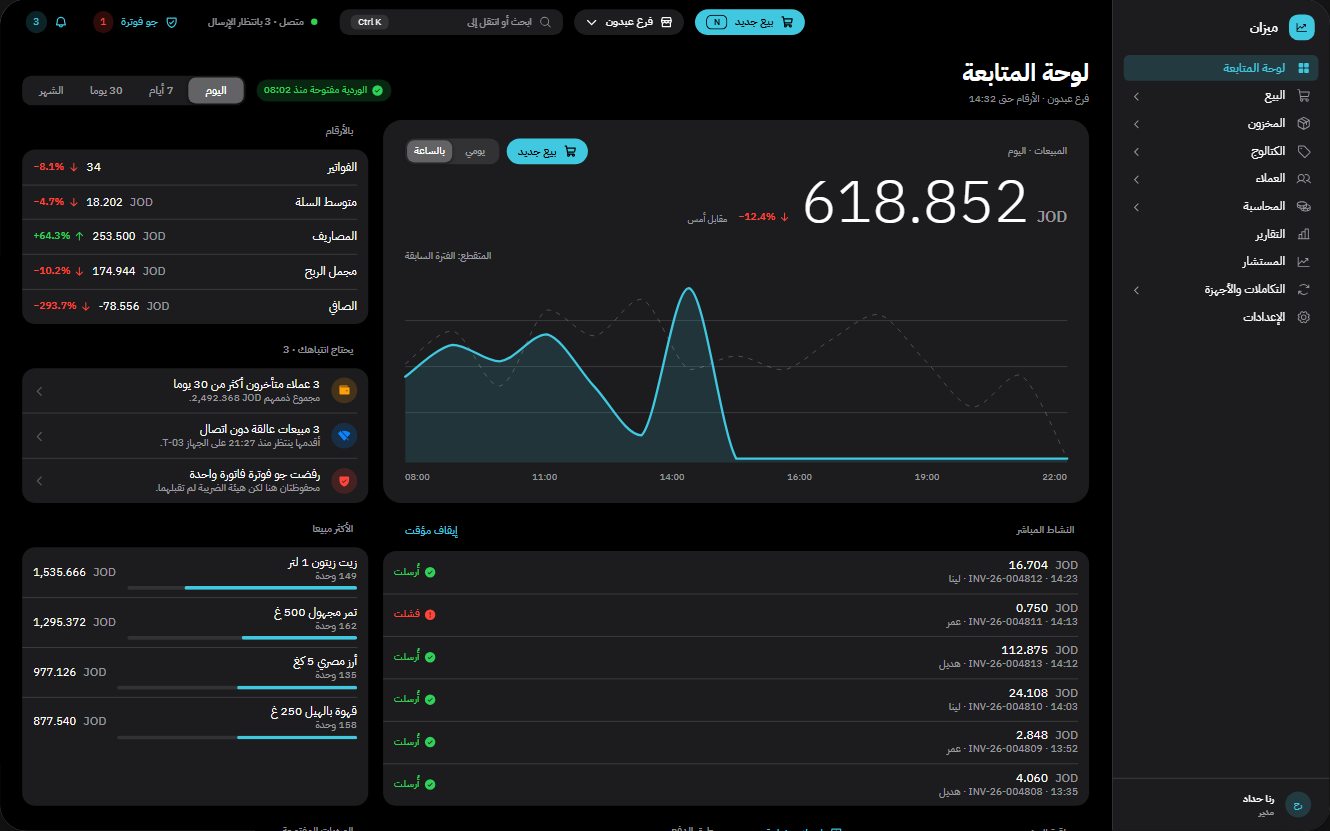 ميزان
لوحة المتابعة
البيع
المخزون
الكتالوج
العملاء
المحاسبة
التقارير
المستشار
التكاملات والأجهزة
الإعدادات
رنا حداد
مدير
رح
بيع جديد N
فرع عبدون
ابحث أو انتقل إلى Ctrl K
متصل · 3 بانتظار الإرسال
جو فوترة 1
3
لوحة المتابعة
فرع عبدون · الأرقام حتى 14:32
الوردية مفتوحة منذ 08:02
اليوم 7 أيام 30 يوما الشهر
المبيعات · اليوم
بيع جديد
يومي بالساعة
JOD 618.852
−12.4% مقابل أمس
المتقطع: الفترة السابقة
08:00 11:00 14:00 16:00 19:00 22:00
بالأرقام
الفواتير 34 −8.1%
متوسط السلة JOD 18.202 −4.7%
المصاريف JOD 253.500 +64.3%
مجمل الربح JOD 174.944 −10.2%
الصافي JOD -78.556 −293.7%
يحتاج انتباهك · 3
3 عملاء متأخرون أكثر من 30 يوما
مجموع ذممهم JOD 2,492.368.
3 مبيعات عالقة دون اتصال
أقدمها ينتظر منذ 21:27 على الجهاز T-03.
رفضت جو فوترة فاتورة واحدة
محفوظتان هنا لكن هيئة الضريبة لم تقبلهما.
النشاط المباشر
إيقاف مؤقت
JOD 16.704
14:23 · INV-26-004812 · لينا
أُرسلت
JOD 0.750
14:13 · INV-26-004811 · عمر
فشلت
JOD 112.875
14:12 · INV-26-004813 · هديل
أُرسلت
JOD 24.108
14:03 · INV-26-004810 · لينا
أُرسلت
JOD 2.848
13:52 · INV-26-004809 · عمر
أُرسلت
JOD 4.060
13:35 · INV-26-004808 · هديل
أُرسلت
الأكثر مبيعا
زيت زيتون 1 لتر
149 وحدة
JOD 1,535.666
تمر مجهول 500 غ
162 وحدة
JOD 1,295.372
أرز مصري 5 كغ
135 وحدة
JOD 977.126
قهوة بالهيل 250 غ
158 وحدة
JOD 877.540